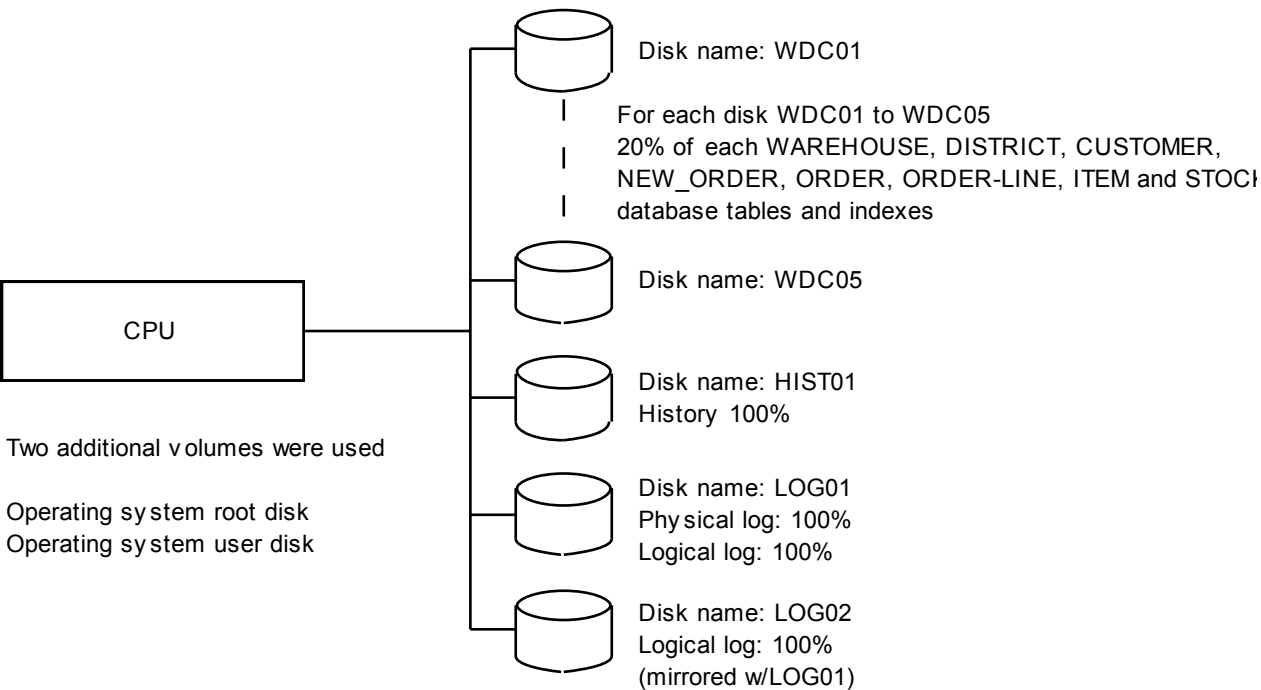 Disk name: WDC01
For each disk WDC01 to WDC05
20% of each WAREHOUSE, DISTRICT, CUSTOMER,
NEW_ORDER, ORDER, ORDER-LINE, ITEM and STOC
database tables and indexes
Disk name: WDC05
CPU
Disk name: HIST01
History 100%
Two additional volumes were used
Operating system root disk
Operating system user disk
Disk name: LOG01
Physical log: 100%
Logical log: 100%
Disk name: LOG02
Logical log: 100%
(mirrored w/LOG01)